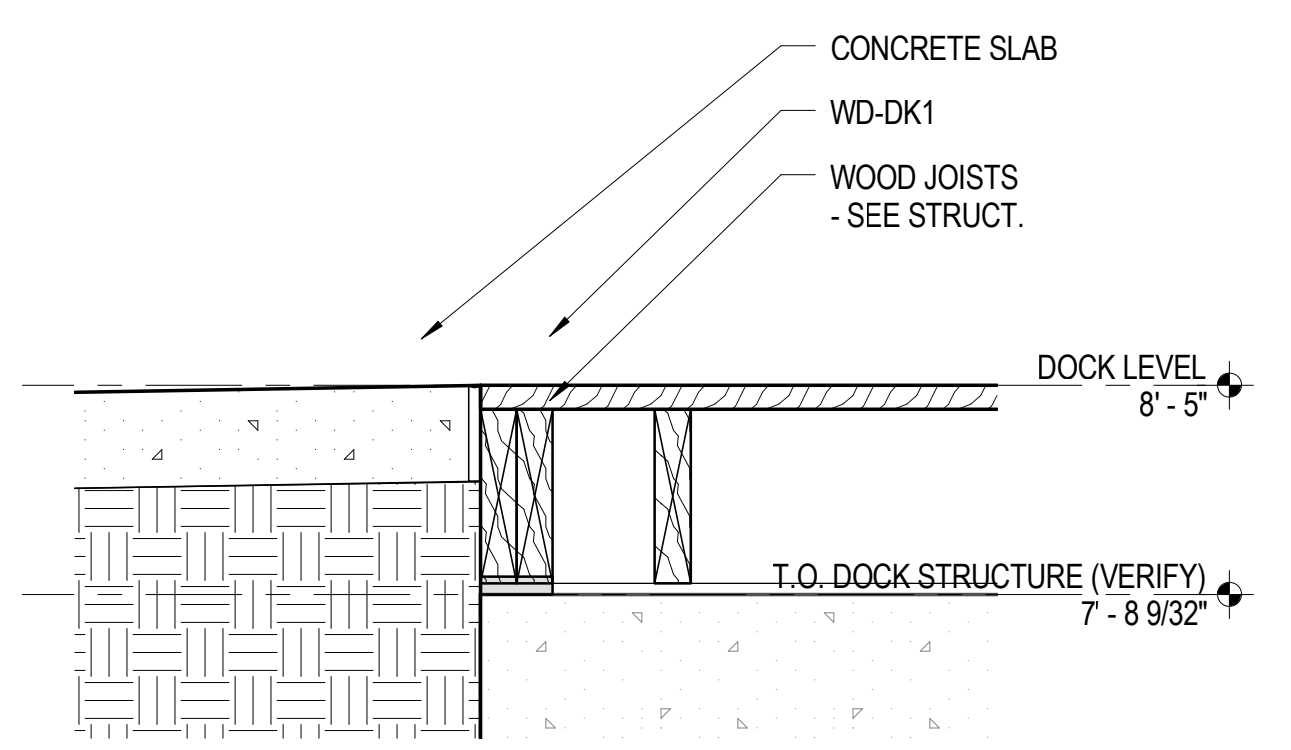 CONCRETE SLAB
WD-DK1
WOOD JOISTS
- SEE STRUCT.
DOCK LEVEL
8' - 5"
T.O. DOCK STRUCTURE (VERIFY)
7' - 8 9/32"